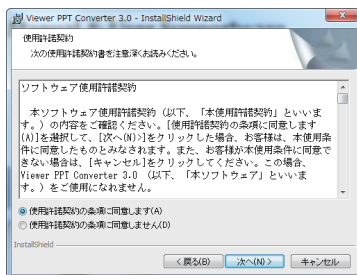 Viewer PPT Converter 3.0 - InstallShield Wizard
使用許諾契約
次の使用許諾契約書を注意深くお読みください。
ソフトウェア使用許諾契約
本ソフトウェア使用許諾契約（以下、「本使用許諾契約」といいま
す。）の内容をご確認ください。[使用許諾契約の条項に同意します
(A)]を選択して、[次へ(N)>]をクリックした場合、お客様は、本使用条
件に同意したものとみなされます。また、お客様が本使用条件に同意で
きない場合は、[キャンセル]をクリックしてください。この場合、
Viewer PPT Converter 3.0 （以下、「本ソフトウェア」といいま
す。）をご使用になれません。
使用許諾契約の条項に同意します(A)
使用許諾契約の条項に同意しません(D)
InstallShield
< 戻る(B)
次へ(N) >
キャンセル